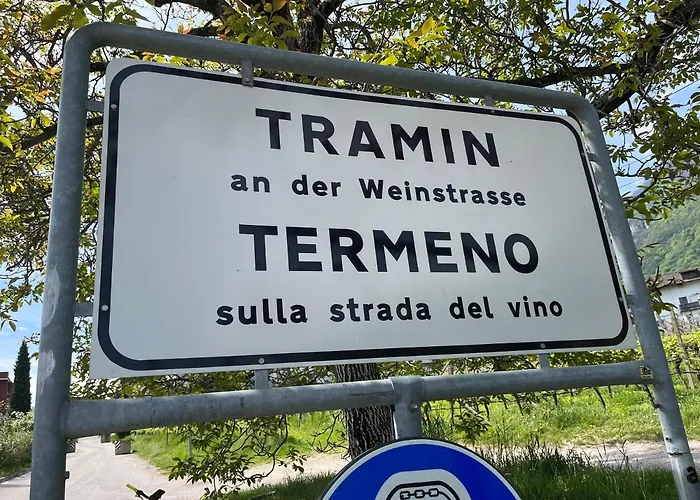 TRAMIN
an der Weinstrasse
TERMENO
sulla strada del vino